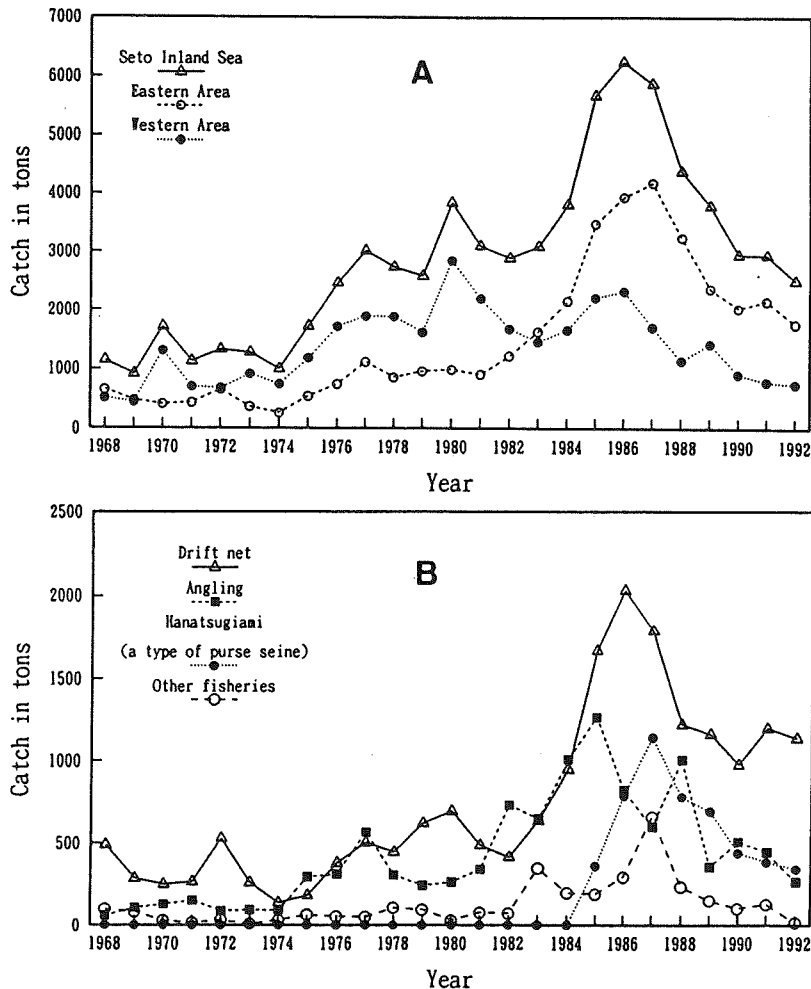 7000
6000
5000
4000
3000
2000
1000
0
Catch in tons
Seto Inland Sea
Eastern Area
Western Area
A
1968 1970 1972 1974 1976 1978 1980 1982 1984 1986 1988 1990 1992
Year
2500
2000
1500
1000
500
0
Catch in tons
Drift net
Angling
Hanatsugiami
(a type of purse seine)
Other fisheries
B
1968 1970 1972 1974 1976 1978 1980 1982 1984 1986 1988 1990 1992
Year